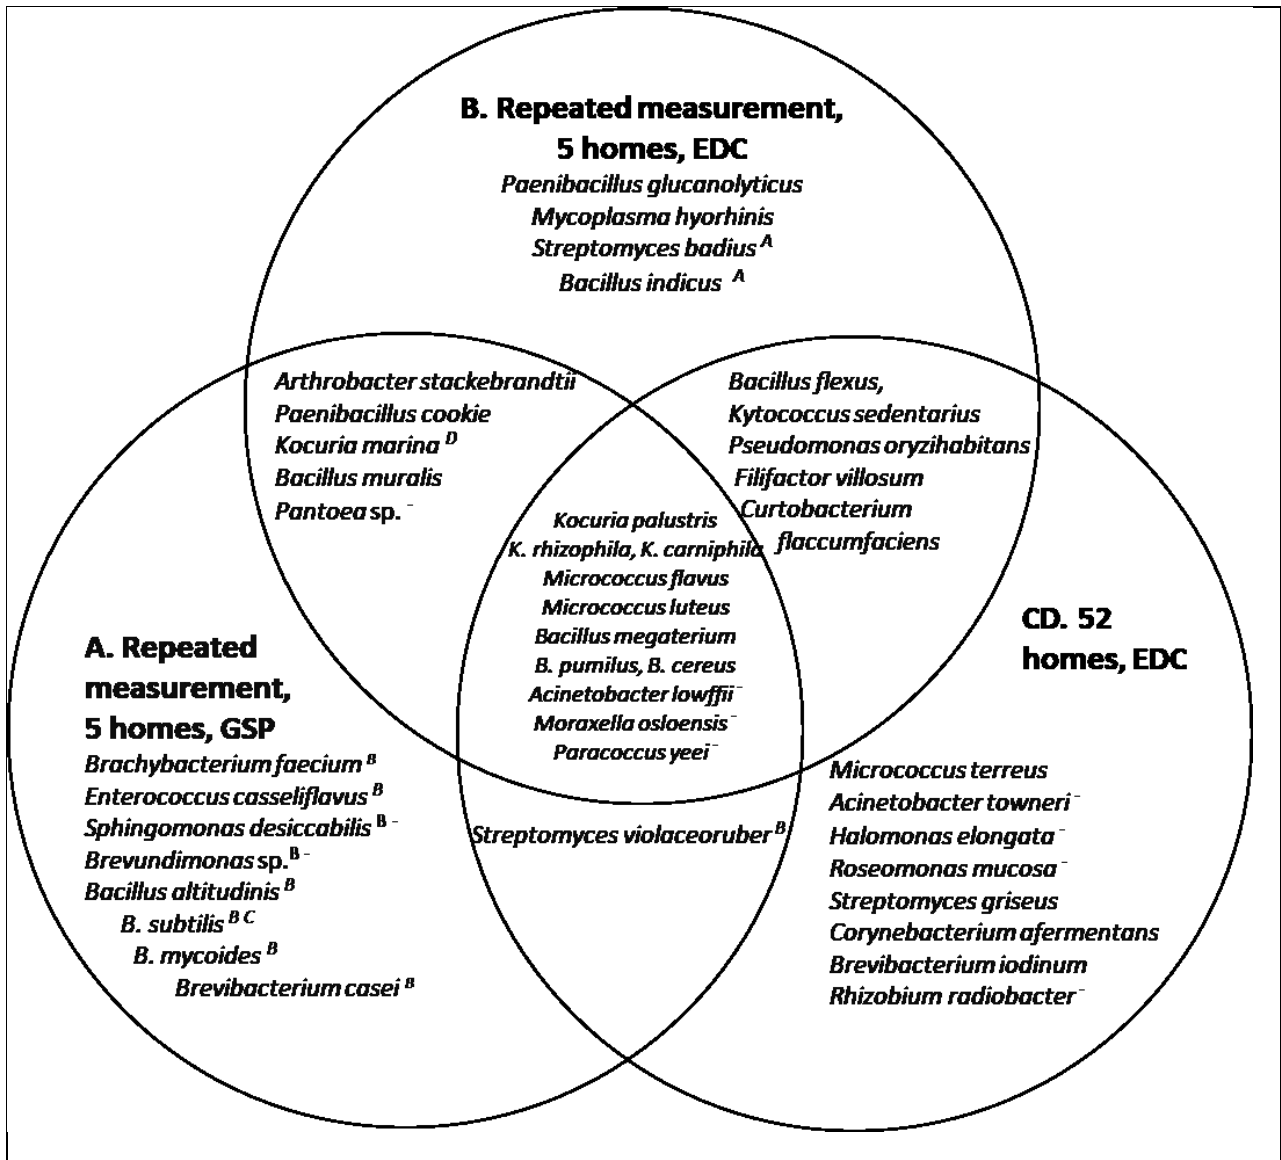 B. Repeated measurement,
5 homes, EDC
Paenibacillus glucanolyticus
Mycoplasma hyorhinis
Streptomyces badius A
Bacillus indicus A
Arthrobacter stackebrandtii
Paenibacillus cookie
Kocuria marina D
Bacillus muralis
Pantoea sp. -
Bacillus flexus,
Kytococcus sedentarius
Pseudomonas oryzihabitans
Filifactor villosum
Curtobacterium
flaccumfaciens
Kocuria palustris
K. rhizophila, K. carniphila
Micrococcus flavus
Micrococcus luteus
Bacillus megaterium
B. pumilus, B. cereus
Acinetobacter lowffii -
Moraxella osloensis -
Paracoccus yeei -
A. Repeated
measurement,
5 homes, GSP
Brachybacterium faecium B
Enterococcus casseliflavus B
Sphingomonas desiccabilis B -
Brevundimonas sp. B -
Bacillus altitudinis B
B. subtilis B C
B. mycoides B
Brevibacterium casei B
Streptomyces violaceoruber B
CD. 52
homes, EDC
Micrococcus terreus
Acinetobacter towneri -
Halomonas elongata -
Roseomonas mucosa -
Streptomyces griseus
Corynebacterium afermentans
Brevibacterium iodinum
Rhizobium radiobacter -